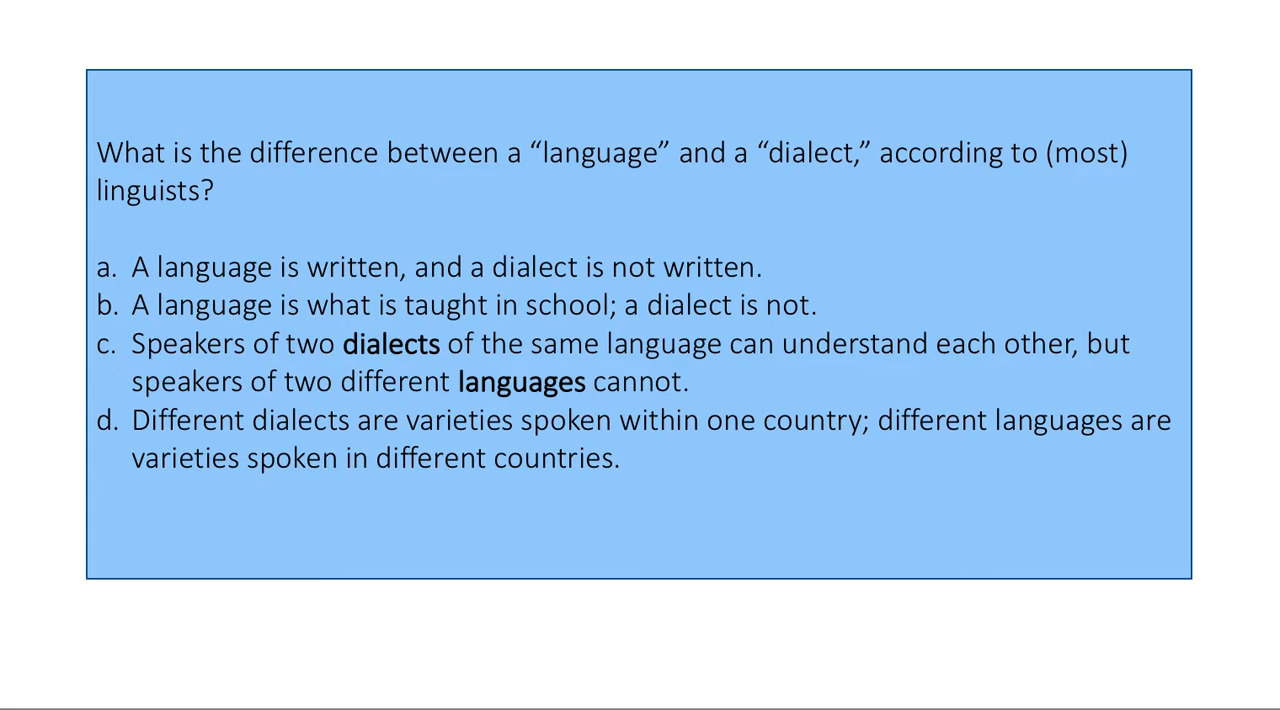 What is the difference between a “language” and a “dialect,” according to (most)
linguists?
a. A language is written, and a dialect is not written.
b. A language is what is taught in school; a dialect is not.
c. Speakers of two dialects of the same language can understand each other, but
speakers of two different languages cannot.
d. Different dialects are varieties spoken within one country; different languages are
varieties spoken in different countries.